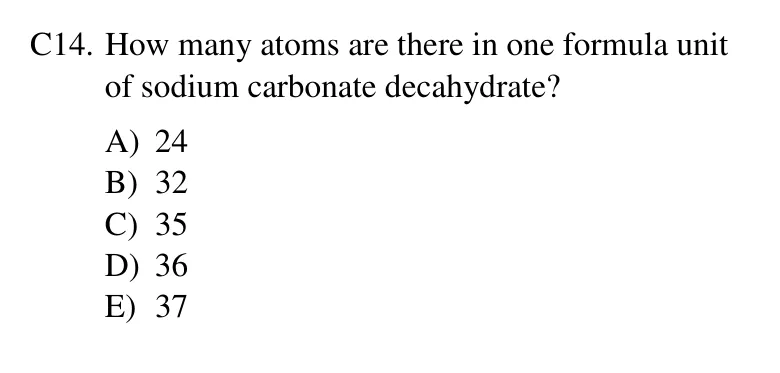 C14. How many atoms are there in one formula unit
of sodium carbonate decahydrate?
A) 24
B) 32
C) 35
D) 36
E) 37